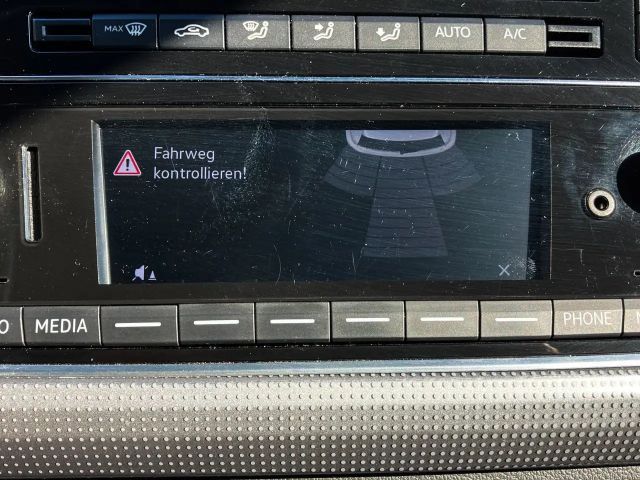 MAX
AUTO
A/C
Fahrweg
kontrollieren!
MEDIA
PHONE